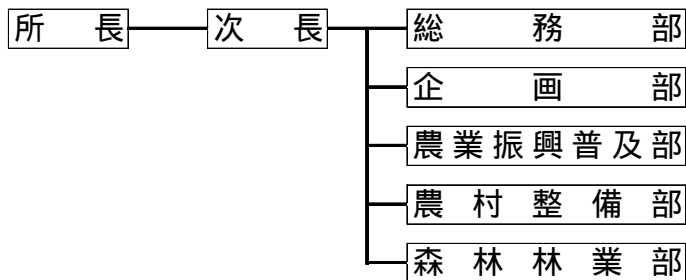 所長 次長 総務部
企画部
農業振興普及部
農村整備部
森林林業部